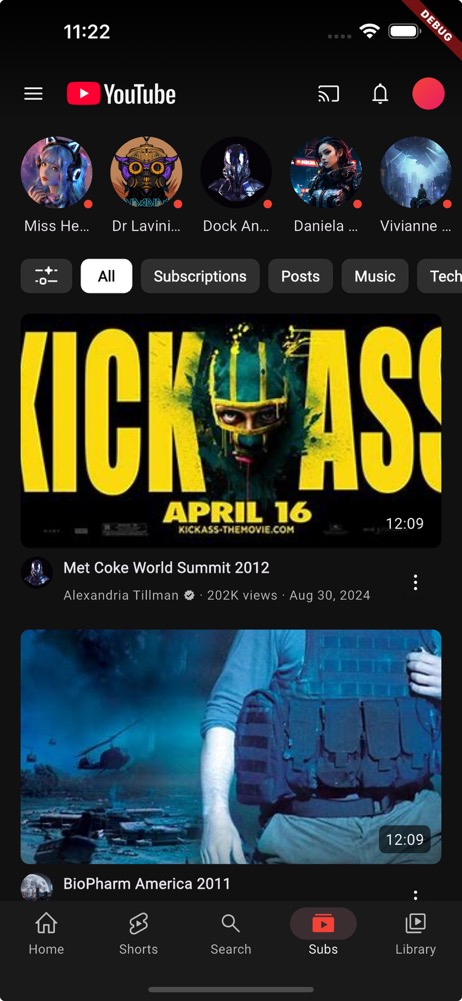 11:22
DEBUG
YouTube
Miss He...
Dr Lavini...
Dock An...
Daniela ...
Vivianne ...
All
Subscriptions
Posts
Music
Tech
KICK ASS
APRIL 16
KICKASS-THEMOVIE.COM
12:09
Met Coke World Summit 2012
Alexandria Tillman · 202K views · Aug 30, 2024
12:09
BioPharm America 2011
Home
Shorts
Search
Subs
Library